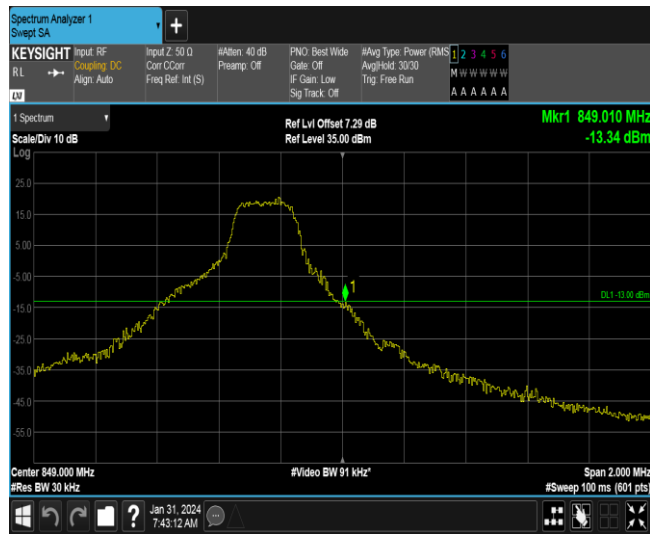 Spectrum Analyzer 1
Swept SA
+
KEYSIGHT
RL
LXI
Input: RF
Coupling: DC
Align: Auto
Input Z: 50 Ω
Corr CCorr
Freq Ref: Int (S)
#Atten: 40 dB
Preamp: Off
PNO: Best Wide
Gate: Off
IF Gain: Low
Sig Track: Off
#Avg Type: Power (RMS
Avg|Hold: 30/30
Trig: Free Run
1 2 3 4 5 6
M W W W W W
A A A A A A
1 Spectrum
Scale/Div 10 dB
Log
Ref Lvl Offset 7.29 dB
Ref Level 35.00 dBm
Mkr1 849.010 MHz
-13.34 dBm
25.0
15.0
5.00
-5.00
-15.0
-25.0
-35.0
-45.0
-55.0
1
DL1 -13.00 dBm
Center 849.000 MHz
#Res BW 30 kHz
#Video BW 91 kHz*
Span 2.000 MHz
#Sweep 100 ms (601 pts)
?
Jan 31, 2024
7:43:12 AM